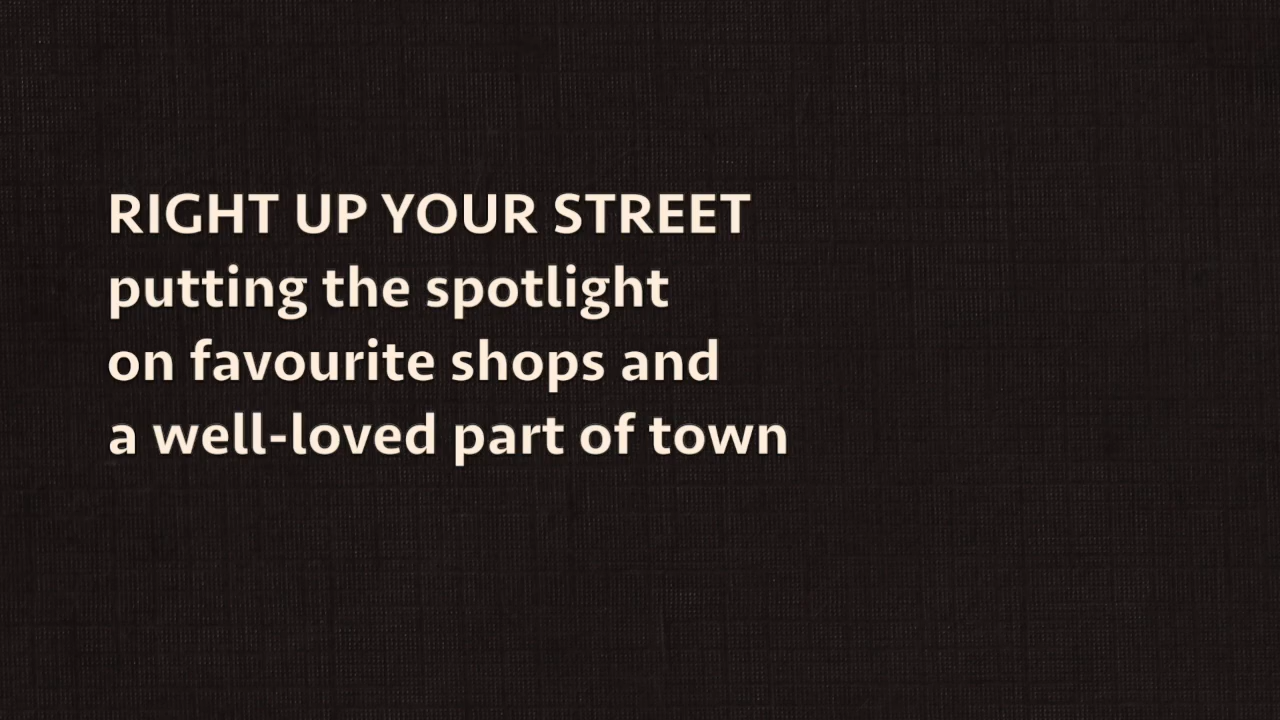 RIGHT UP YOUR STREET
putting the spotlight
on favourite shops and
a well-loved part of town